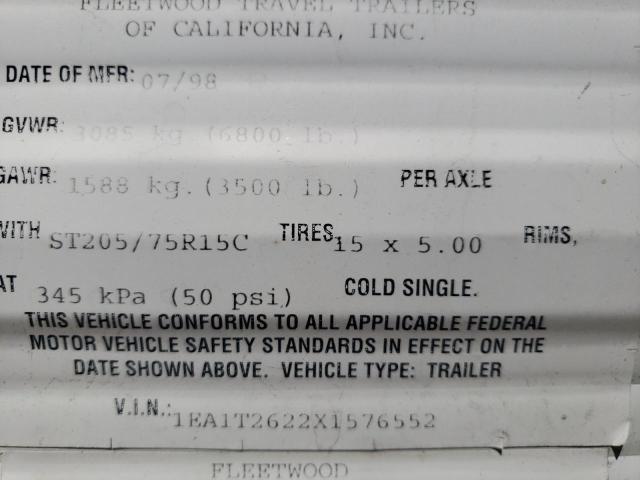 FLEETWOOD TRAVEL TRAILERS
OF CALIFORNIA, INC.
DATE OF MFR: 07/98
GVWR: 3085 kg (6800 lb.)
GAWR: 1588 kg. (3500 lb.) PER AXLE
WITH ST205/75R15C TIRES, 15 x 5.00 RIMS,
AT 345 kPa (50 psi) COLD SINGLE.
THIS VEHICLE CONFORMS TO ALL APPLICABLE FEDERAL
MOTOR VEHICLE SAFETY STANDARDS IN EFFECT ON THE
DATE SHOWN ABOVE. VEHICLE TYPE: TRAILER
V.I.N.: 1EA1T2622X1576552
FLEETWOOD